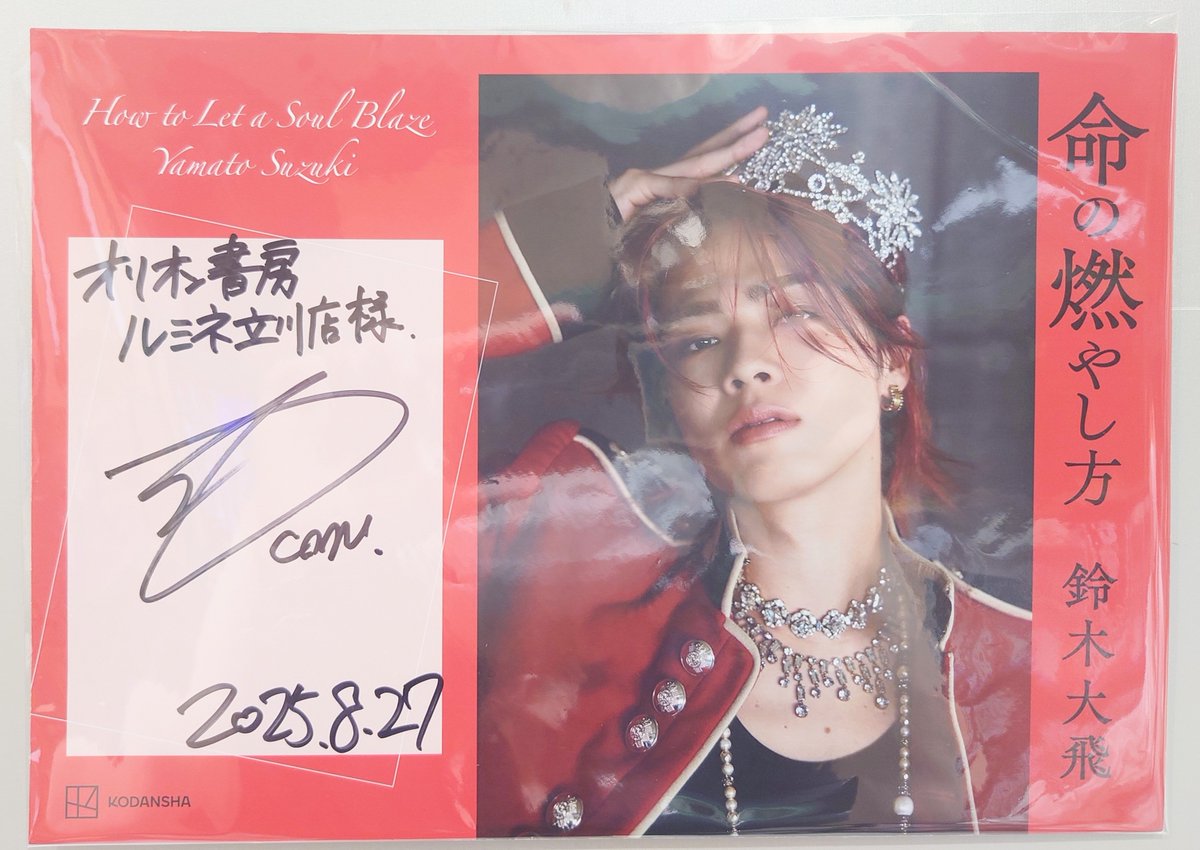 How to Let a Soul Blaze
Yamato Suzuki
オリオン書房
ルミネ立川店様.
2025.8.27
KODANSHA
命の燃やし方 鈴木大飛